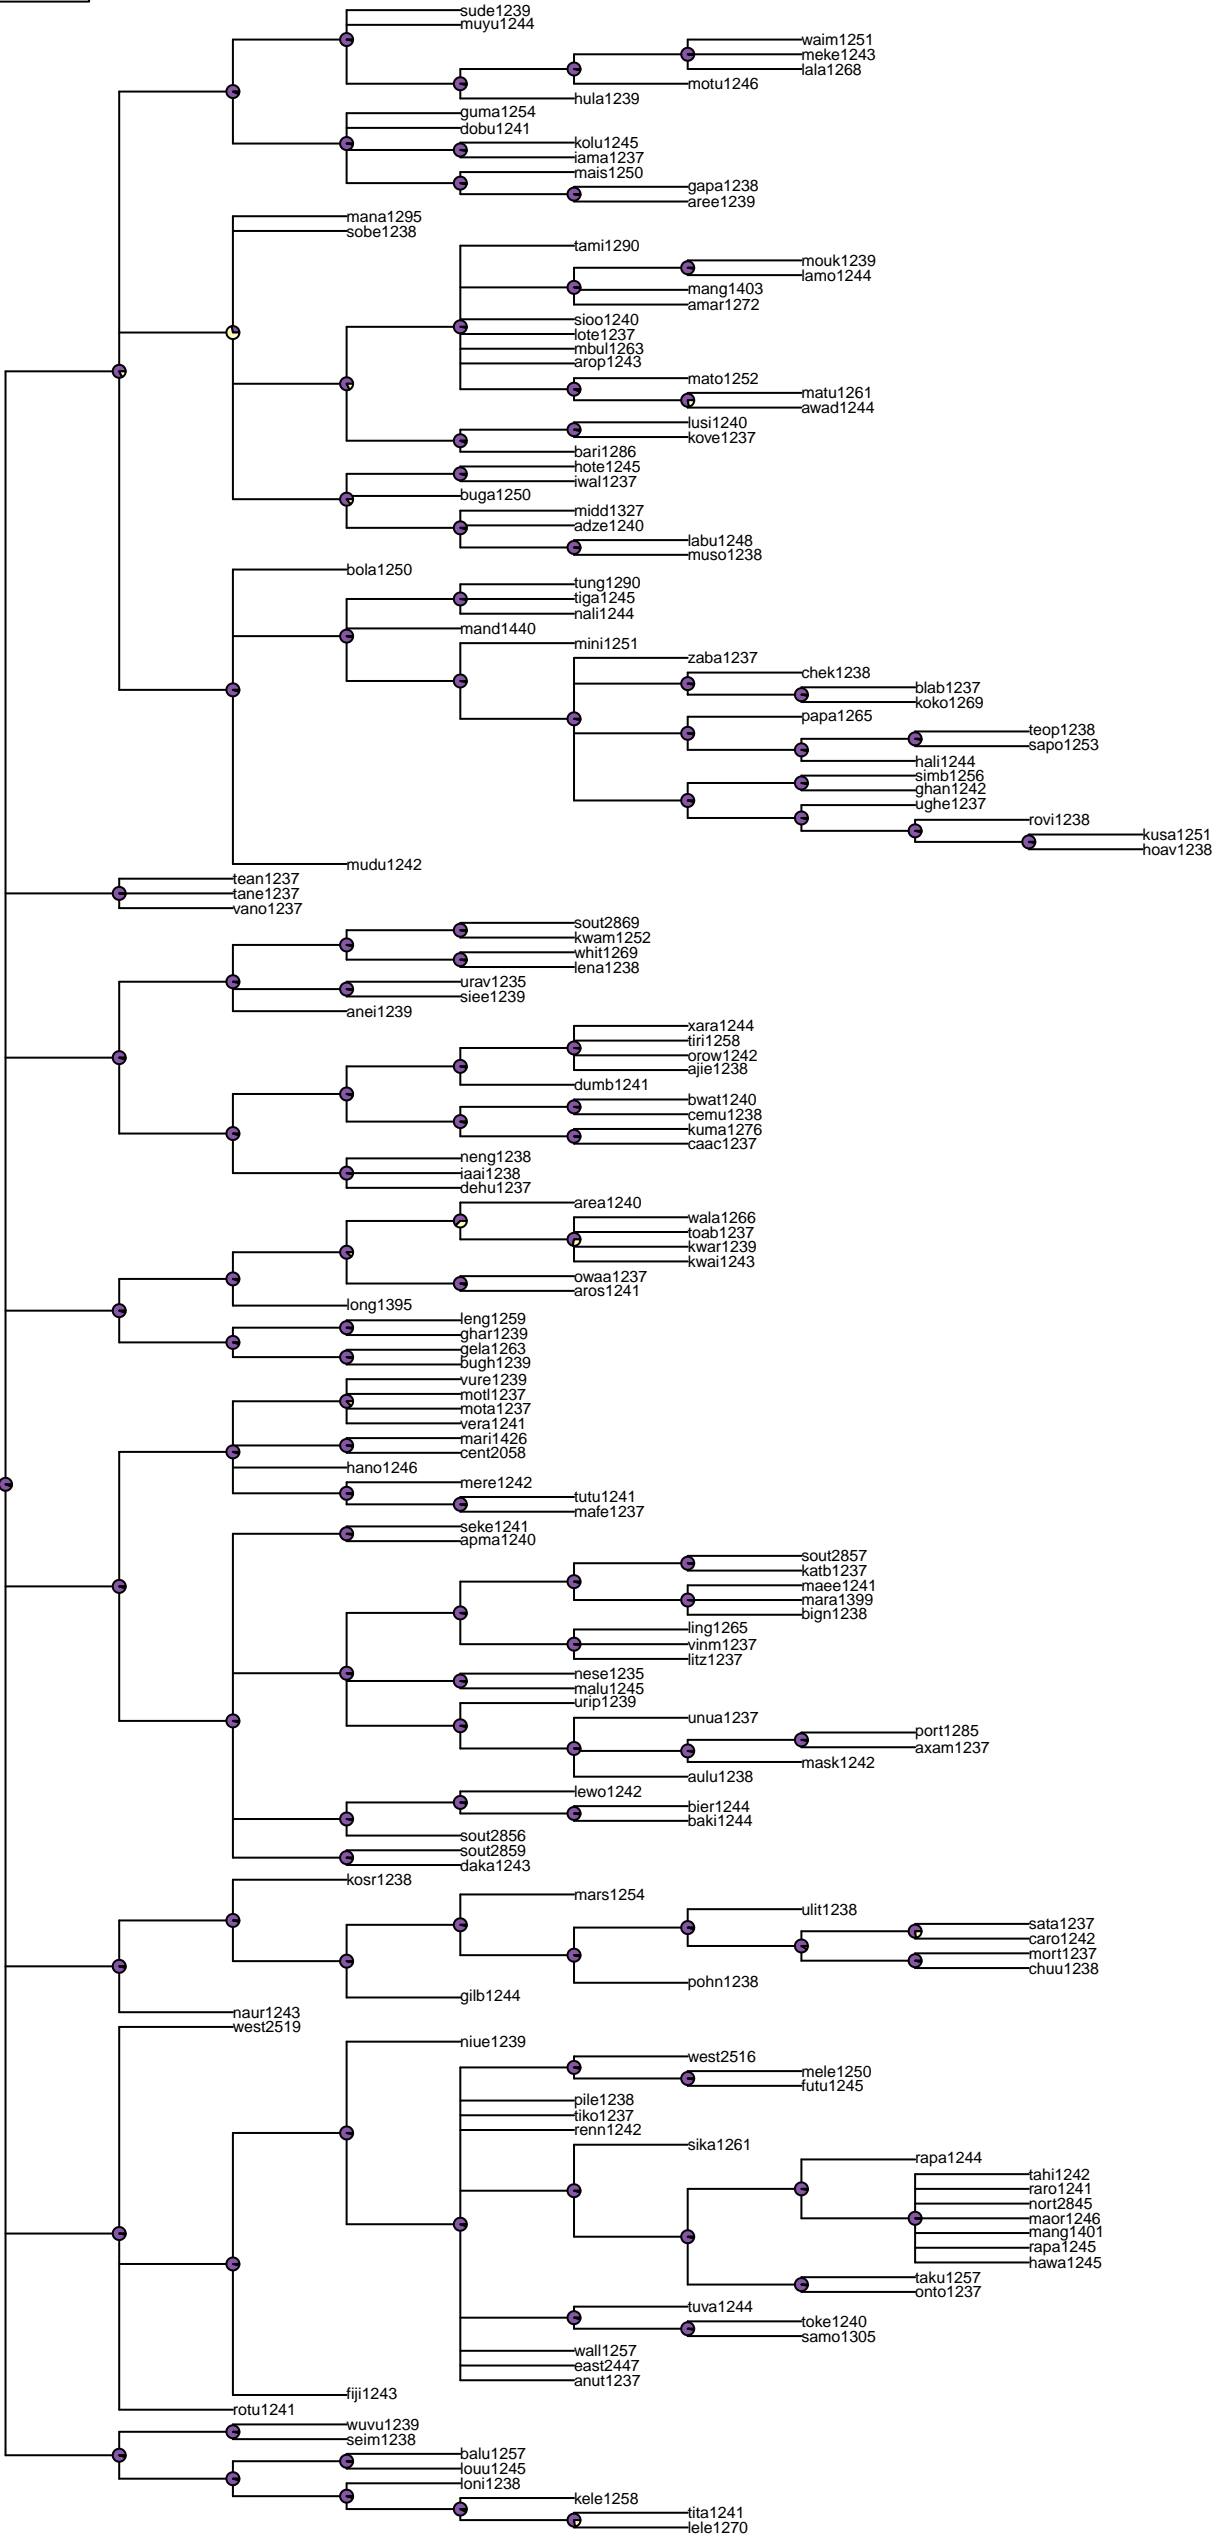 sude1239
muyu1244
waim1251
meke1243
lala1268
motu1246
hula1239
guma1254
dobu1241
kolu1245
iama1237
mais1250
gapa1238
aree1239
mana1295
sobe1238
tami1290
mouk1239
lamo1244
mang1403
amar1272
sioo1240
lote1237
mbul1263
arop1243
mato1252
matu1261
awad1244
lusi1240
kove1237
bari1286
hote1245
iwal1237
buga1250
midd1327
adze1240
labu1248
muso1238
bola1250
tung1290
tiga1245
nali1244
mand1440
mini1251
zaba1237
chek1238
blab1237
koko1269
papa1265
teop1238
sapo1253
hali1244
simb1256
ghan1242
ughe1237
rovi1238
kusa1251
hoav1238
mudu1242
tean1237
tane1237
vano1237
sout2869
kwam1252
whit1269
lena1238
urav1235
siee1239
anei1239
xara1244
tiri1258
orow1242
ajie1238
dumb1241
bwat1240
cemu1238
kuma1276
caac1237
neng1238
iaai1238
dehu1237
area1240
wala1266
toab1237
kwar1239
kwai1243
owaa1237
aros1241
long1395
leng1259
ghar1239
gela1263
bugh1239
vure1239
motl1237
mota1237
vera1241
mari1426
cent2058
hano1246
mere1242
tutu1241
mafe1237
seke1241
apma1240
sout2857
katb1237
maee1241
mara1399
bign1238
ling1265
vinm1237
litz1237
nese1235
malu1245
urip1239
unua1237
port1285
axam1237
mask1242
aulu1238
lewo1242
bier1244
baki1244
sout2856
sout2859
daka1243
kosr1238
mars1254
ulit1238
sata1237
caro1242
mort1237
chuu1238
pohn1238
gilb1244
naur1243
west2519
niue1239
west2516
mele1250
futu1245
pile1238
tiko1237
renn1242
sika1261
rapa1244
tahi1242
raro1241
nort2845
maor1246
mang1401
rapa1245
hawa1245
taku1257
onto1237
tuva1244
toke1240
samo1305
wall1257
east2447
anut1237
fiji1243
rotu1241
wuvu1239
seim1238
balu1257
louu1245
loni1238
kele1258
tita1241
lele1270